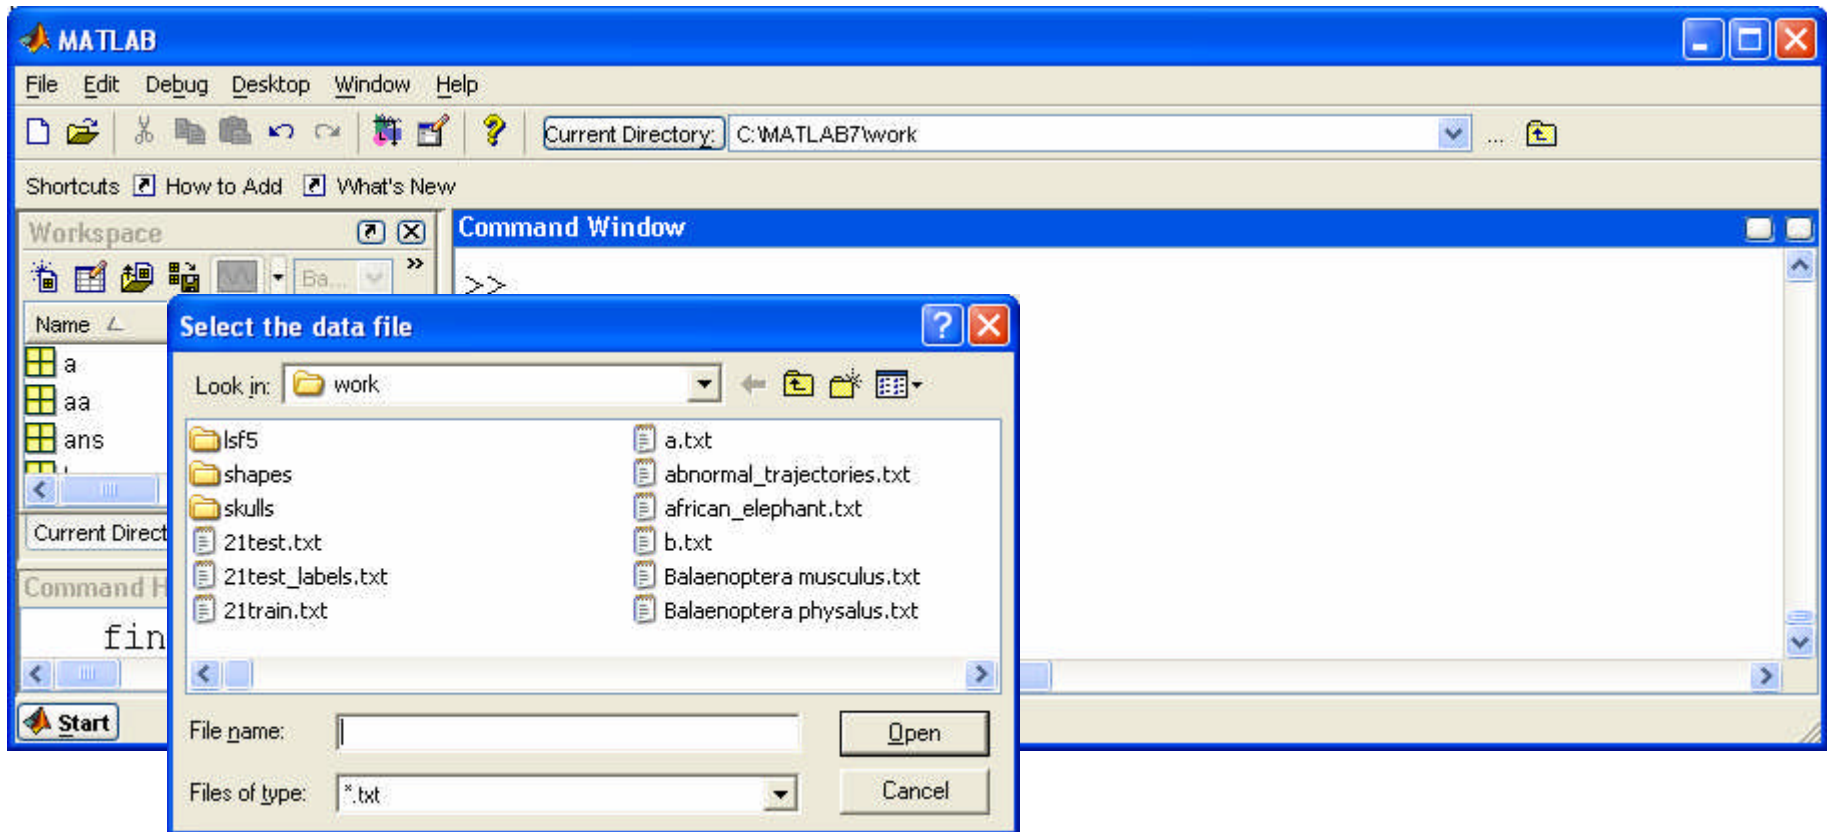 MATLAB
File Edit Debug Desktop Window Help
Current Directory: C:\MATLAB7\work ...
Shortcuts How to Add What's New
Workspace
Ba...
Name
a
aa
ans
Current Direct
Command H
fin
Start
Command Window
>>
Select the data file
Look in: work
lsf5
shapes
skulls
21test.txt
21test_labels.txt
21train.txt
a.txt
abnormal_trajectories.txt
african_elephant.txt
b.txt
Balaenoptera musculus.txt
Balaenoptera physalus.txt
File name:
Open
Files of type: *.txt
Cancel